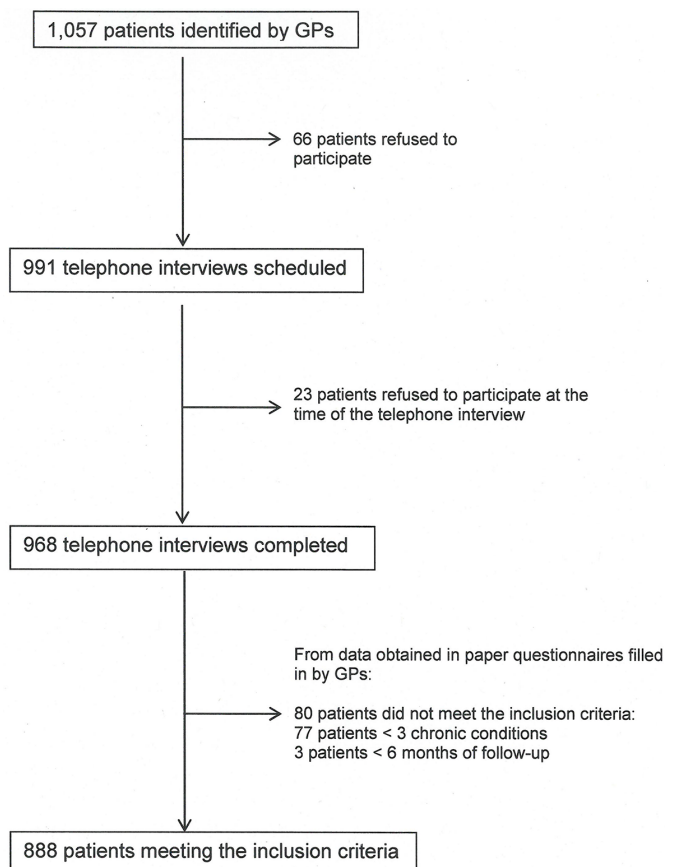 1,057 patients identified by GPs
66 patients refused to
participate
991 telephone interviews scheduled
23 patients refused to participate at the
time of the telephone interview
968 telephone interviews completed
From data obtained in paper questionnaires filled
in by GPs:
80 patients did not meet the inclusion criteria:
77 patients < 3 chronic conditions
3 patients < 6 months of follow-up
888 patients meeting the inclusion criteria